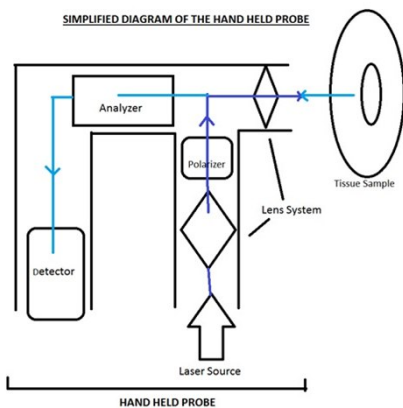 SIMPLIFIED DIAGRAM OF THE HAND HELD PROBE
Analyzer
Polarizer
Tissue Sample
Lens System
Detector
Laser Source
HAND HELD PROBE